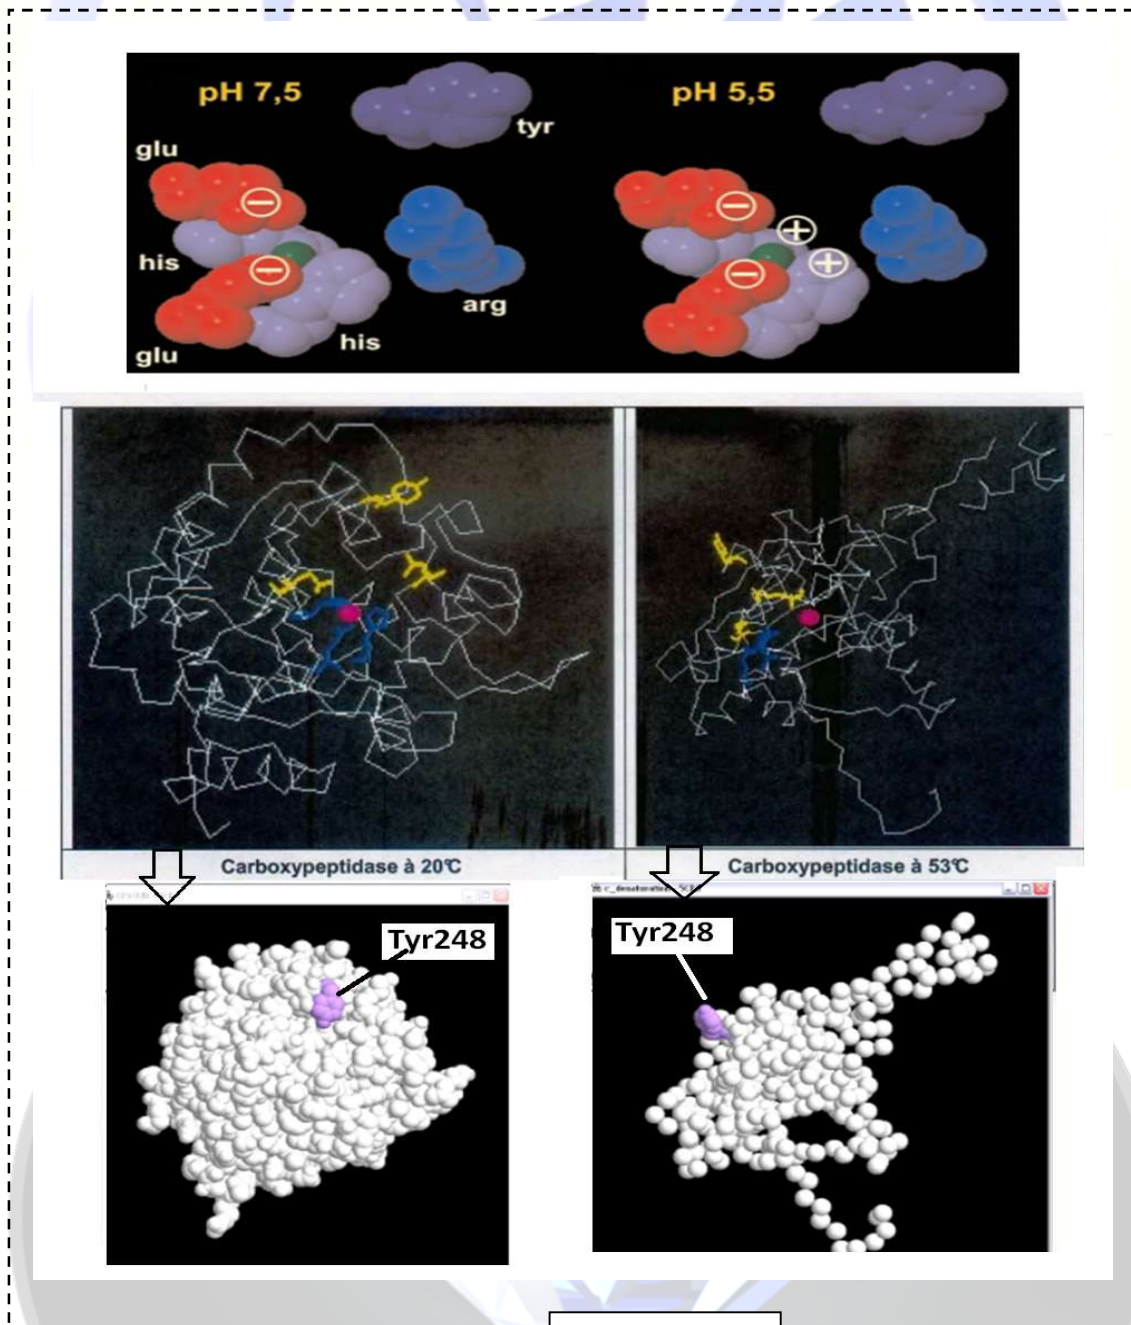 pH 7,5
pH 5,5
tyr
glu
his
arg
his
glu
Carboxypeptidase à 20°C
Carboxypeptidase à 53°C
Tyr248
Tyr248